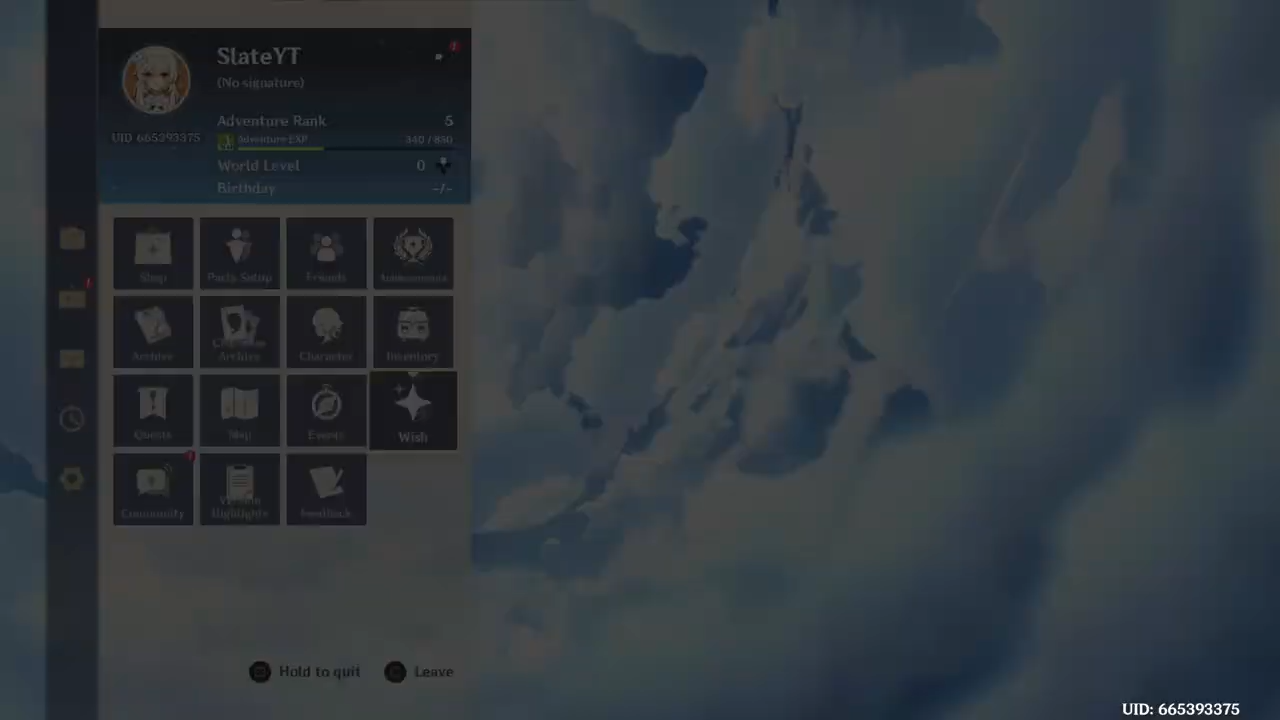 SlateYT
(No signature)
UID 665393375
Adventure Rank 5
Adventure EXP 340 / 850
World Level 0
Birthday -/-
Shop
Party Setup
Friends
Archive
Character Archive
Character
Inventory
Quests
Map
Events
Wish
Community
Version Highlights
Feedback
Hold to quit
Leave
UID: 665393375